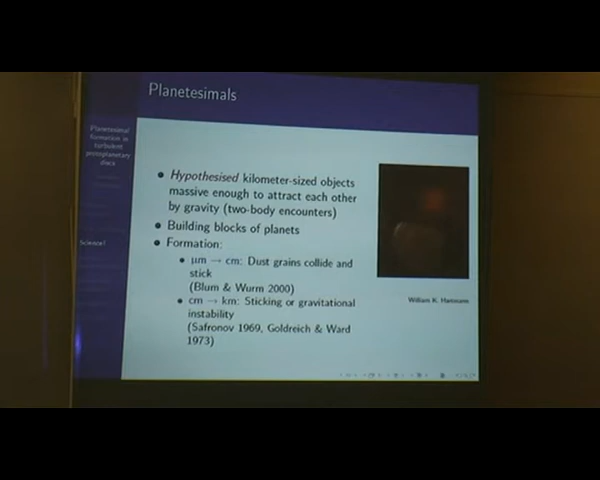 Planetesimals
Planetesimal
formation in
turbulent
protoplanetary
discs
Science!
Hypothesised kilometer-sized objects
massive enough to attract each other
by gravity (two-body encounters)
Building blocks of planets
Formation:
µm → cm: Dust grains collide and
stick
(Blum & Wurm 2000)
cm → km: Sticking or gravitational
instability
(Safronov 1969, Goldreich & Ward
1973)
William K. Hartmann